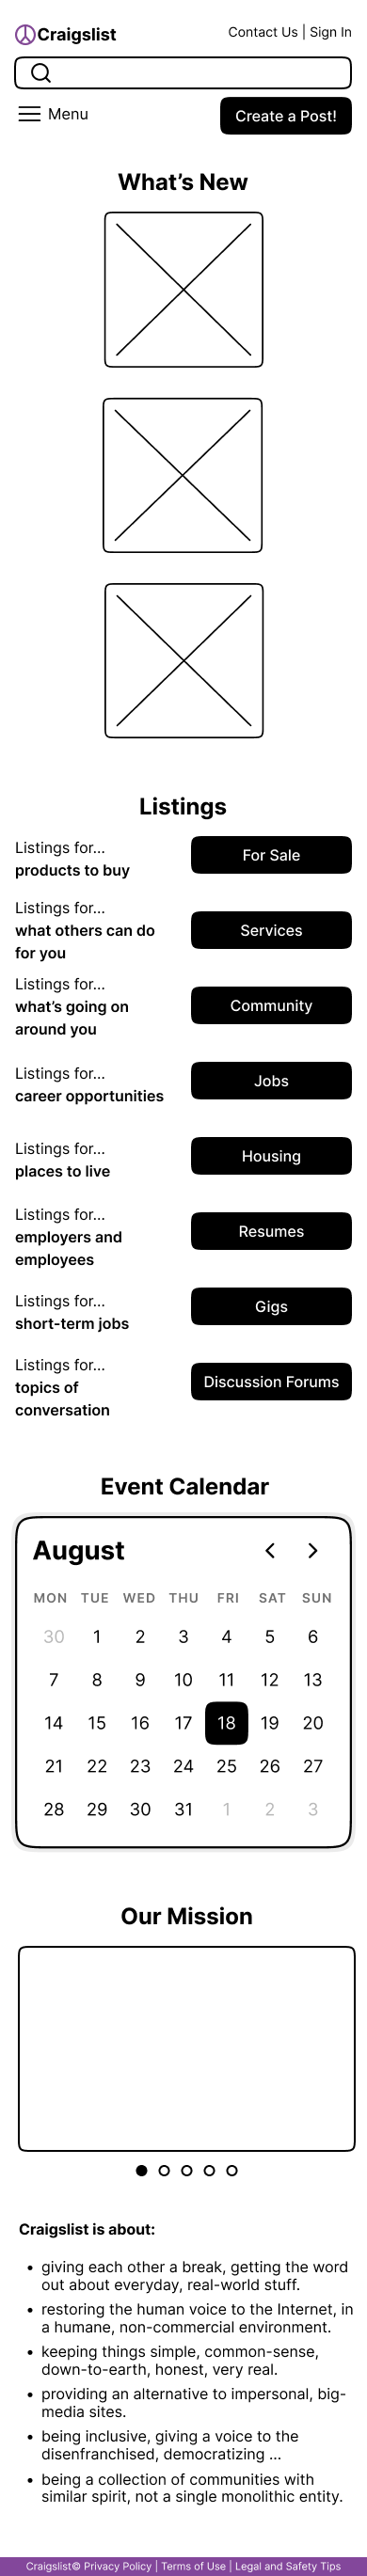 Craigslist
Contact Us | Sign In
Menu
Create a Post!
What’s New
Listings
Listings for...
products to buy
For Sale
Listings for...
what others can do
for you
Services
Listings for...
what’s going on
around you
Community
Listings for...
career opportunities
Jobs
Listings for...
places to live
Housing
Listings for...
employers and
employees
Resumes
Listings for...
short-term jobs
Gigs
Listings for...
topics of
conversation
Discussion Forums
Event Calendar
August
MON TUE WED THU FRI SAT SUN
30 1 2 3 4 5 6
7 8 9 10 11 12 13
14 15 16 17 18 19 20
21 22 23 24 25 26 27
28 29 30 31 1 2 3
Our Mission
Craigslist is about:
• giving each other a break, getting the word
out about everyday, real-world stuff.
• restoring the human voice to the Internet, in
a humane, non-commercial environment.
• keeping things simple, common-sense,
down-to-earth, honest, very real.
• providing an alternative to impersonal, big-
media sites.
• being inclusive, giving a voice to the
disenfranchised, democratizing ...
• being a collection of communities with
similar spirit, not a single monolithic entity.
Craigslist© Privacy Policy | Terms of Use | Legal and Safety Tips